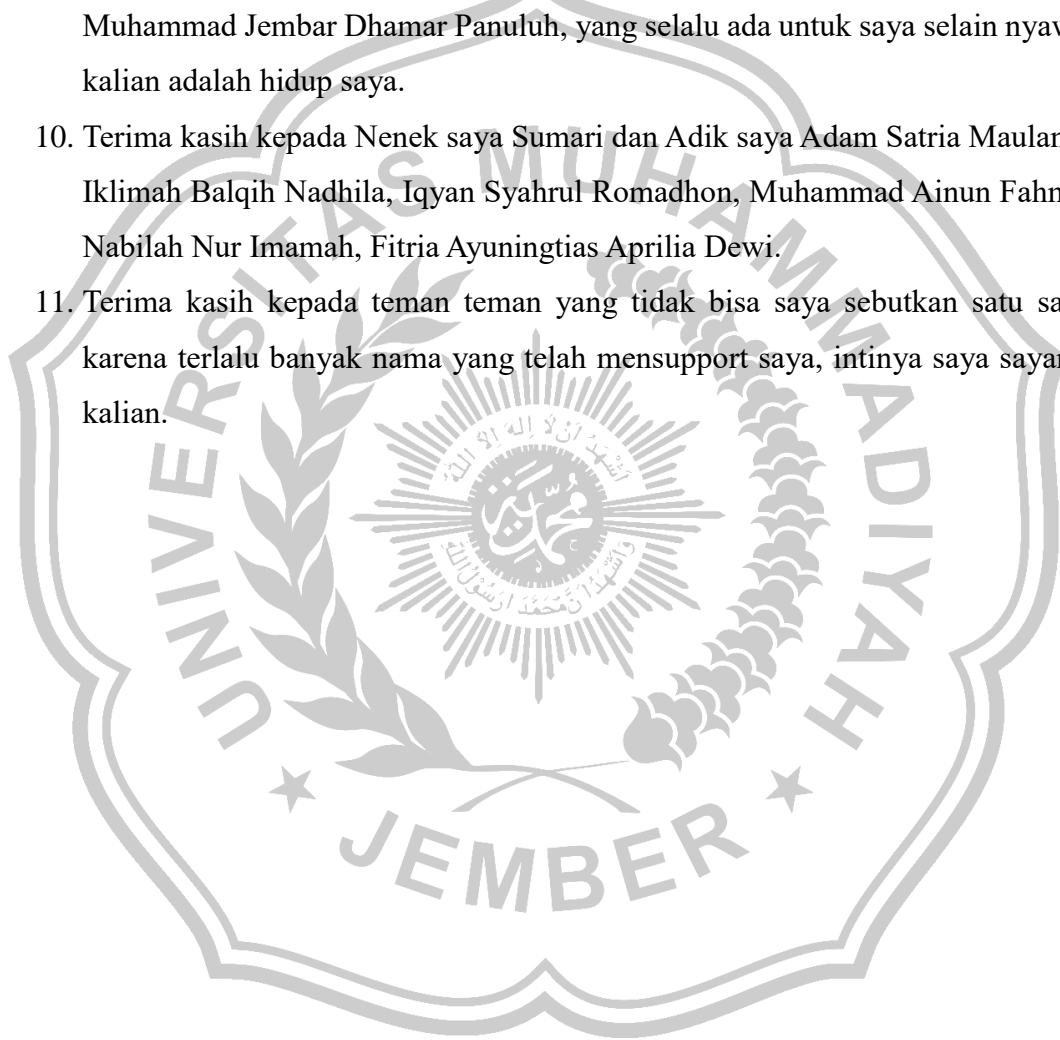 Muhammad Jembar Dhamar Panuluh, yang selalu ada untuk saya selain
kalian adalah hidup saya.
10. Terima kasih kepada Nenek saya Sumari dan Adik saya Adam Satria
Iklimah Balqih Nadhila, Iqyan Syahrul Romadhon, Muhammad Ainun
Nabilah Nur Imamah, Fitria Ayuningtias Aprilia Dewi.
11. Terima kasih kepada teman teman yang tidak bisa saya sebutkan satu
karena terlalu banyak nama yang telah mensupport saya, intinya saya
kalian.
UNIVERSITAS MUHAMMADIYAH
JEMBER